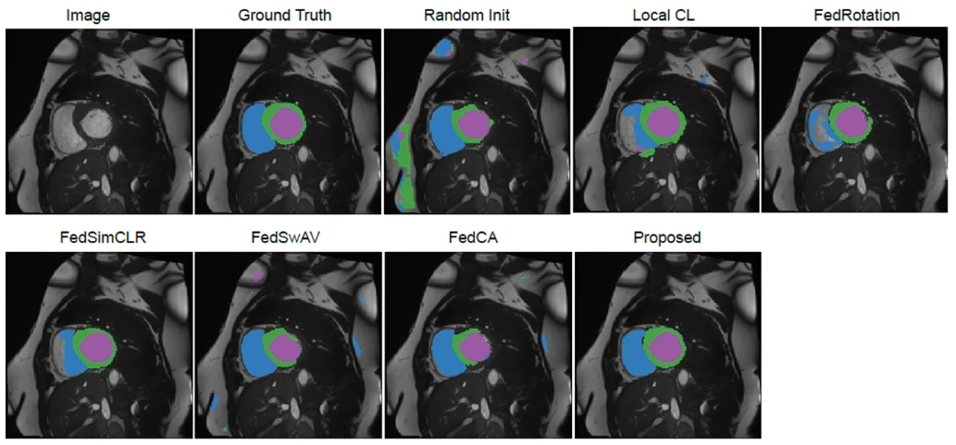 Image
Ground Truth
Random Init
Local CL
FedRotation
FedSimCLR
FedSwAV
FedCA
Proposed